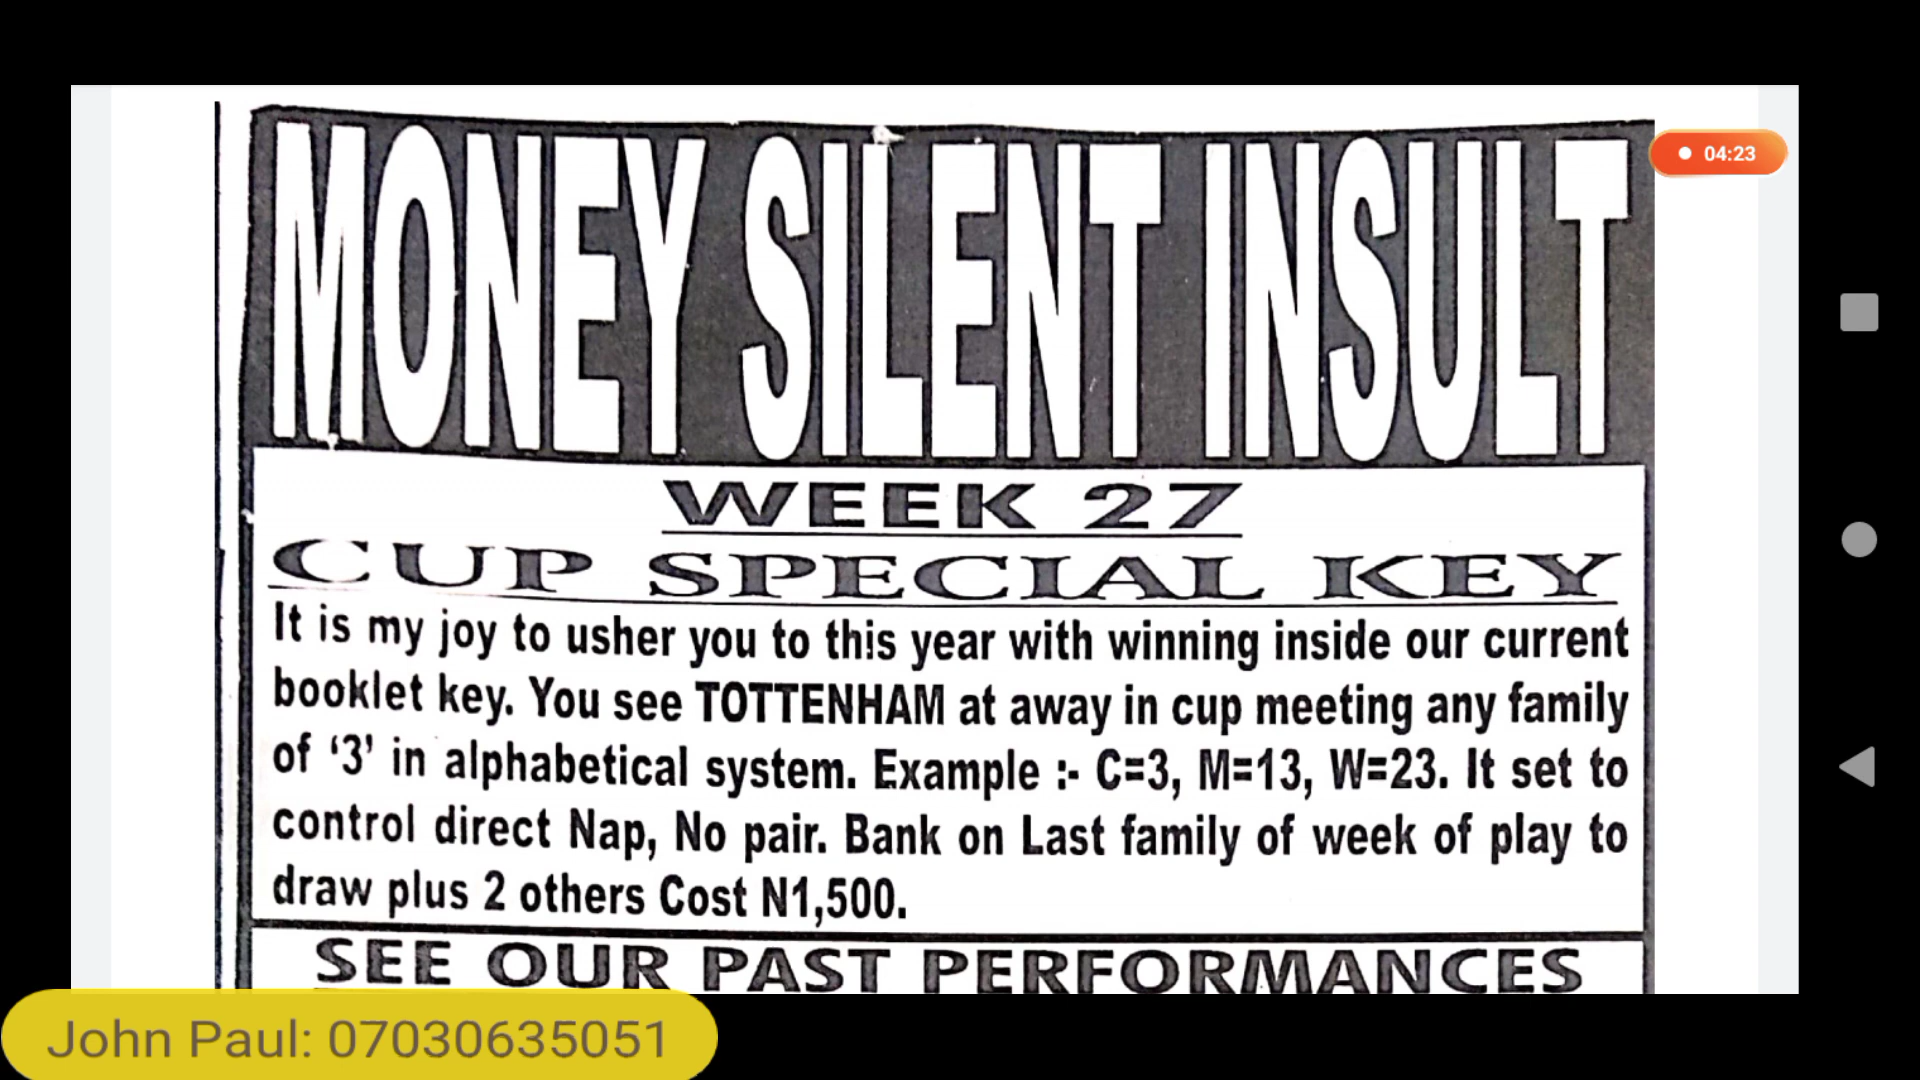 MONEY SILENT INSULT
04:23
WEEK 27
CUP SPECIAL KEY
It is my joy to usher you to this year with winning inside our current
booklet key. You see TOTTENHAM at away in cup meeting any family
of ‘3’ in alphabetical system. Example :- C=3, M=13, W=23. It set to
control direct Nap, No pair. Bank on Last family of week of play to
draw plus 2 others Cost N1,500.
SEE OUR PAST PERFORMANCES
John Paul: 07030635051